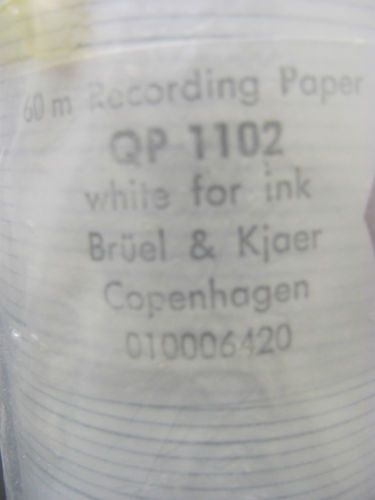 60 m Recording Paper
QP 1102
white for ink
Brüel & Kjaer
Copenhagen
010006420